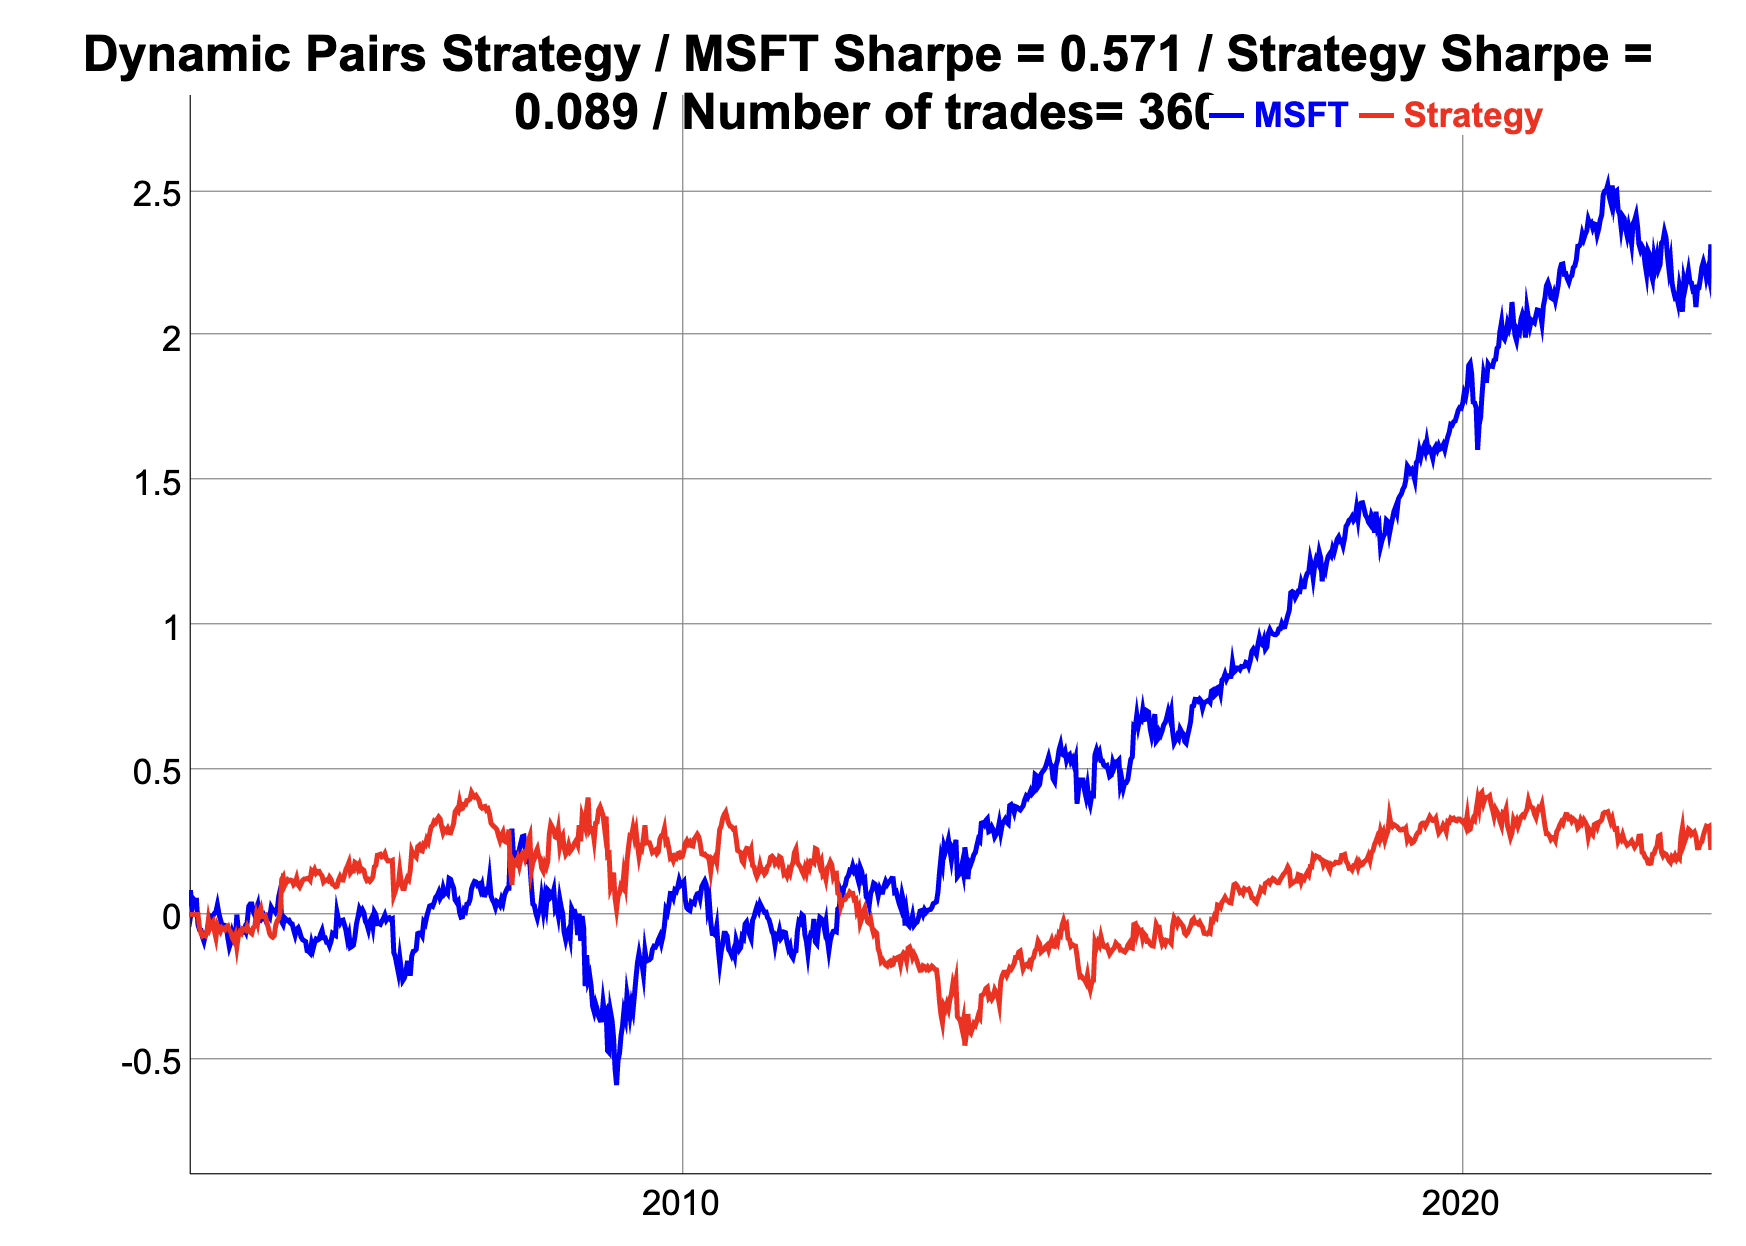 Dynamic Pairs Strategy / MSFT Sharpe = 0.571 / Strategy Sharpe =
0.089 / Number of trades= 360
MSFT Strategy
2.5
2
1.5
1
0.5
0
-0.5
2010 2020